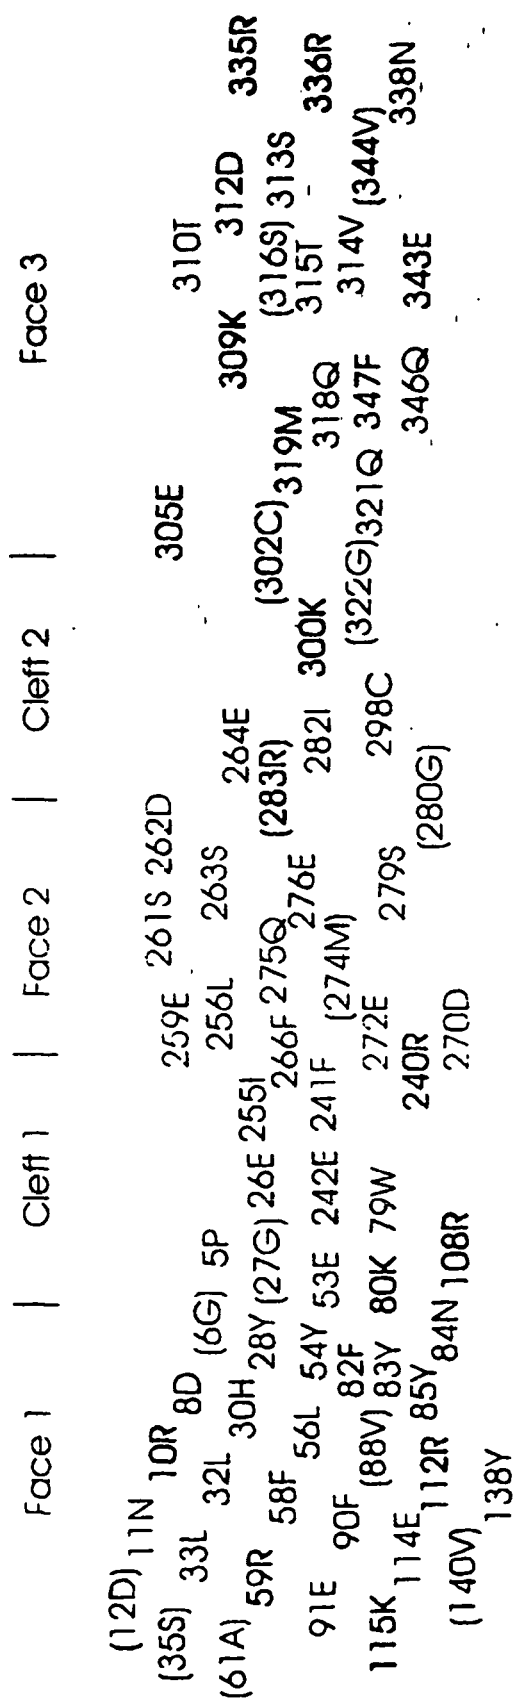 Face 1 | Cleft 1 | Face 2 | Cleft 2 | Face 3
(12D) 11N 10R 8D (6G) 5P 259E 261S 262D 305E 310T
(35S) 33L 32L 30H 28Y (27G) 26E 255I 256L 263S 264E 309K 312D 335R
(61A) 59R 58F 56L 54Y 53E 242E 241F 266F 275Q 276E (283R) 282I (302C) 319M (316S) 313S
91E 90F 82F (274M) 300K 318Q 315T 336R
(88V) 83Y 80K 79W 272E 279S 298C (322G) 321Q 347F 314V (344V)
115K 114E 112R 85Y 84N 108R 240R (280G) 346Q 343E 338N
(140V) 138Y 270D